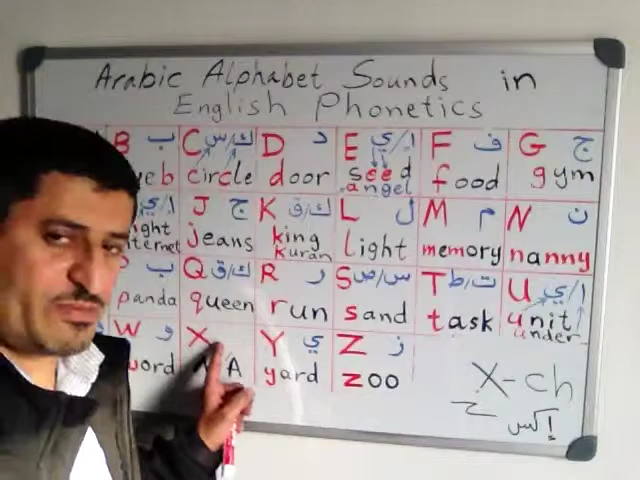 Arabic Alphabet Sounds in
English Phonetics
B ب C ك/س D د E ا/ي F ف G ج
circle door seed food gym
angel
ا/ي J ج K ك/ق L ل M م N ن
jeans king light memory nanny
Kuran
ب Q ك/ق R ر S س/ص T ت/ط U ا/ي
panda queen run sand task unit
under
W و X Y ي Z ز
word yard zoo
X-ch
إكس